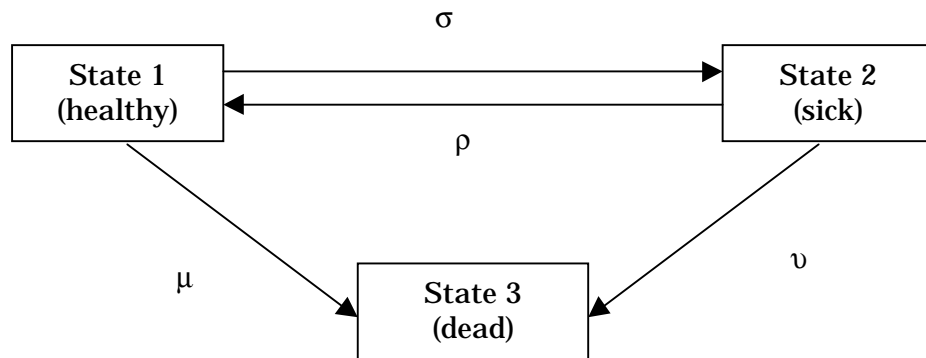 σ
State 1
(healthy)
State 2
(sick)
ρ
μ
υ
State 3
(dead)